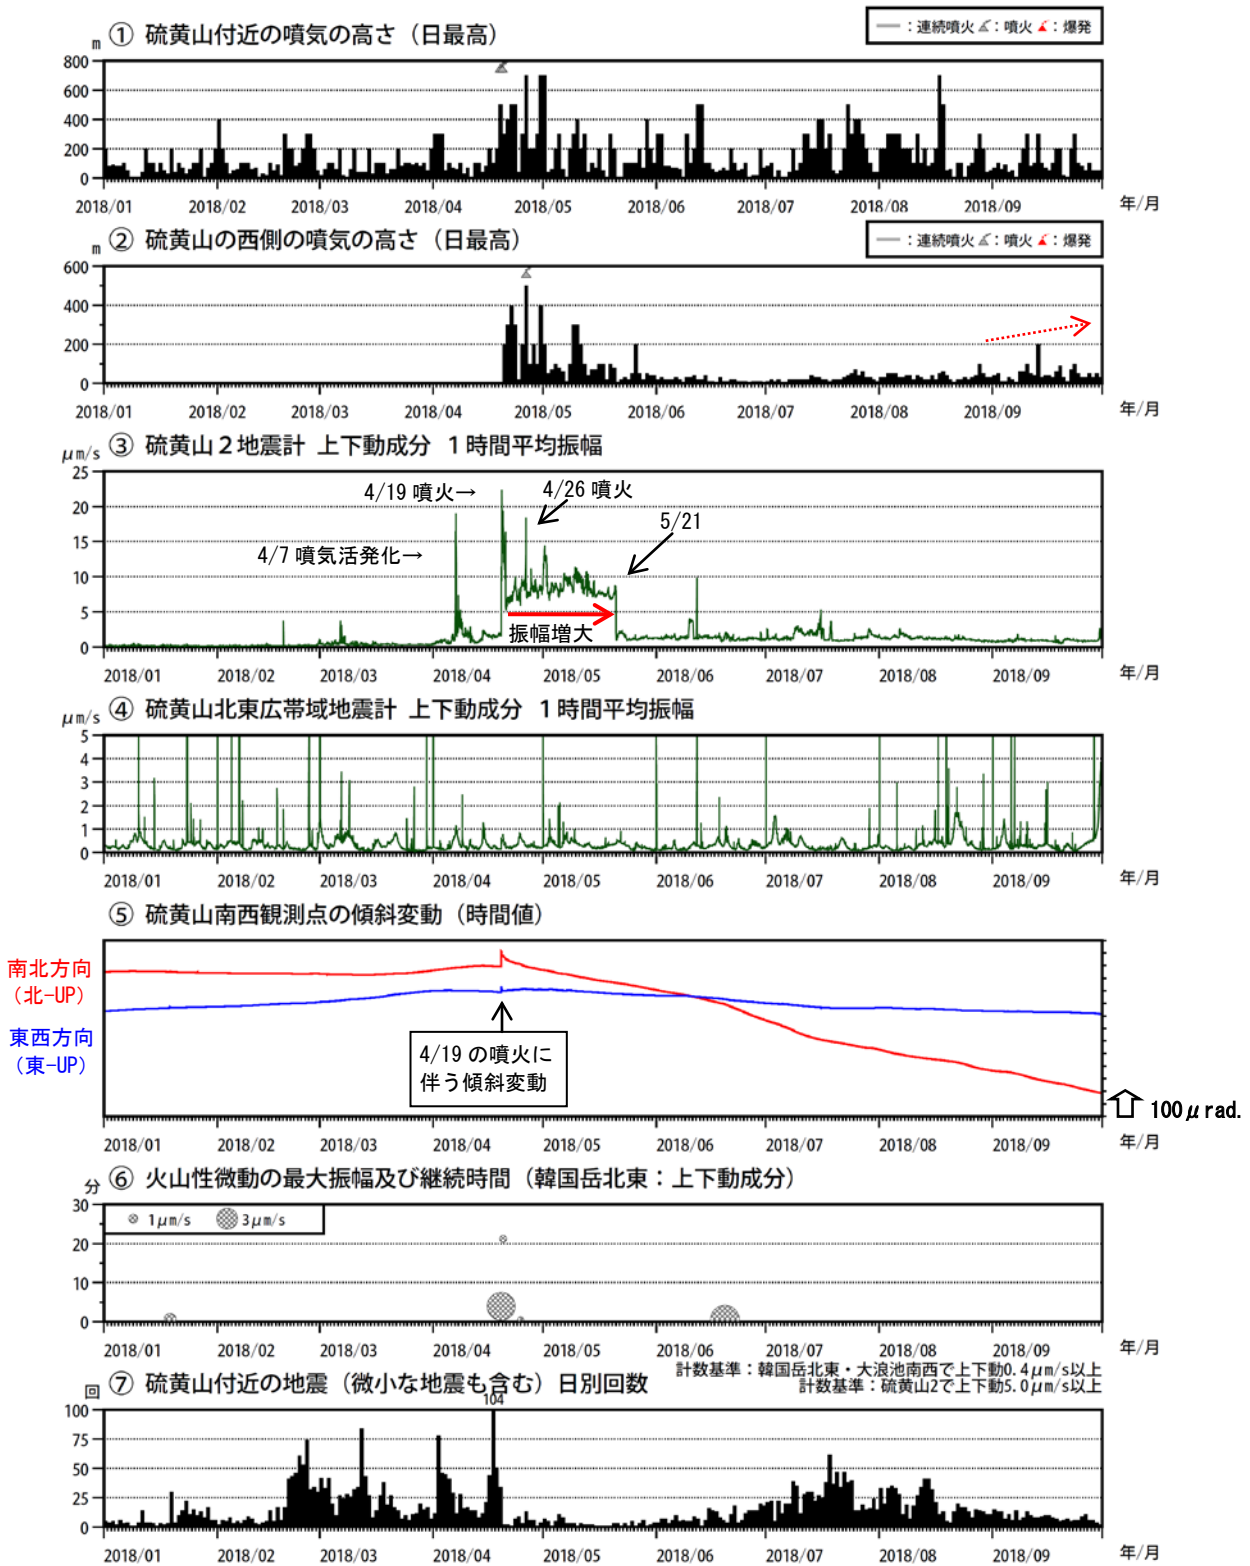 ① 硫黄山付近の噴気の高さ（日最高）
―：連続噴火 ：噴火 ：爆発
m
800
600
400
200
0
2018/01 2018/02 2018/03 2018/04 2018/05 2018/06 2018/07 2018/08 2018/09 年/月
② 硫黄山の西側の噴気の高さ（日最高）
―：連続噴火 ：噴火 ：爆発
m
600
400
200
0
2018/01 2018/02 2018/03 2018/04 2018/05 2018/06 2018/07 2018/08 2018/09 年/月
③ 硫黄山２地震計 上下動成分 １時間平均振幅
μm/s
25
20
15
10
5
0
4/19 噴火→
4/26 噴火
5/21
4/7 噴気活発化→
振幅増大
2018/01 2018/02 2018/03 2018/04 2018/05 2018/06 2018/07 2018/08 2018/09 年/月
④ 硫黄山北東広帯域地震計 上下動成分 １時間平均振幅
μm/s
5
4
3
2
1
0
2018/01 2018/02 2018/03 2018/04 2018/05 2018/06 2018/07 2018/08 2018/09 年/月
⑤ 硫黄山南西観測点の傾斜変動（時間値）
南北方向
（北-UP）
東西方向
（東-UP）
4/19 の噴火に
伴う傾斜変動
100μrad.
2018/01 2018/02 2018/03 2018/04 2018/05 2018/06 2018/07 2018/08 2018/09 年/月
⑥ 火山性微動の最大振幅及び継続時間（韓国岳北東：上下動成分）
分
30
20
10
0
1μm/s 3μm/s
2018/01 2018/02 2018/03 2018/04 2018/05 2018/06 2018/07 2018/08 2018/09 年/月
計数基準：韓国岳北東・大浪池南西で上下動0.4μm/s以上
計数基準：硫黄山2で上下動5.0μm/s以上
⑦ 硫黄山付近の地震（微小な地震も含む）日別回数
回
104
100
75
50
25
0
2018/01 2018/02 2018/03 2018/04 2018/05 2018/06 2018/07 2018/08 2018/09 年/月